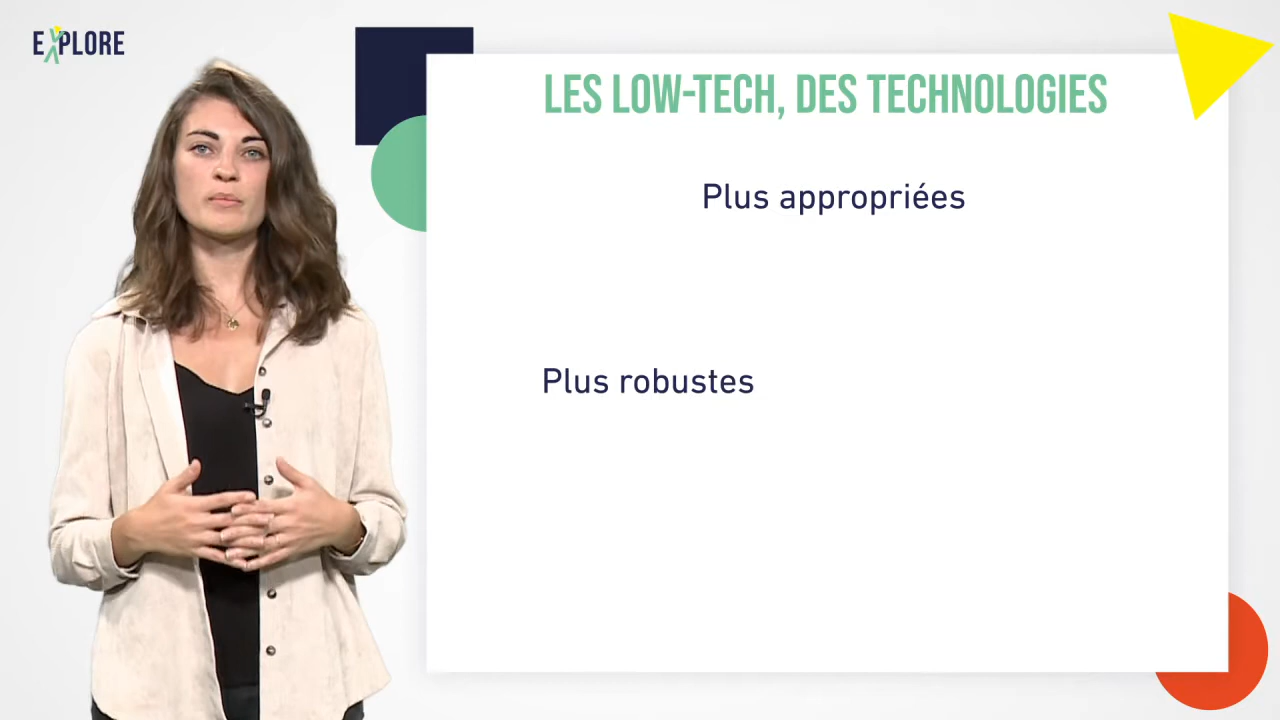 EXPLORE
LES LOW-TECH, DES TECHNOLOGIES
Plus appropriées
Plus robustes